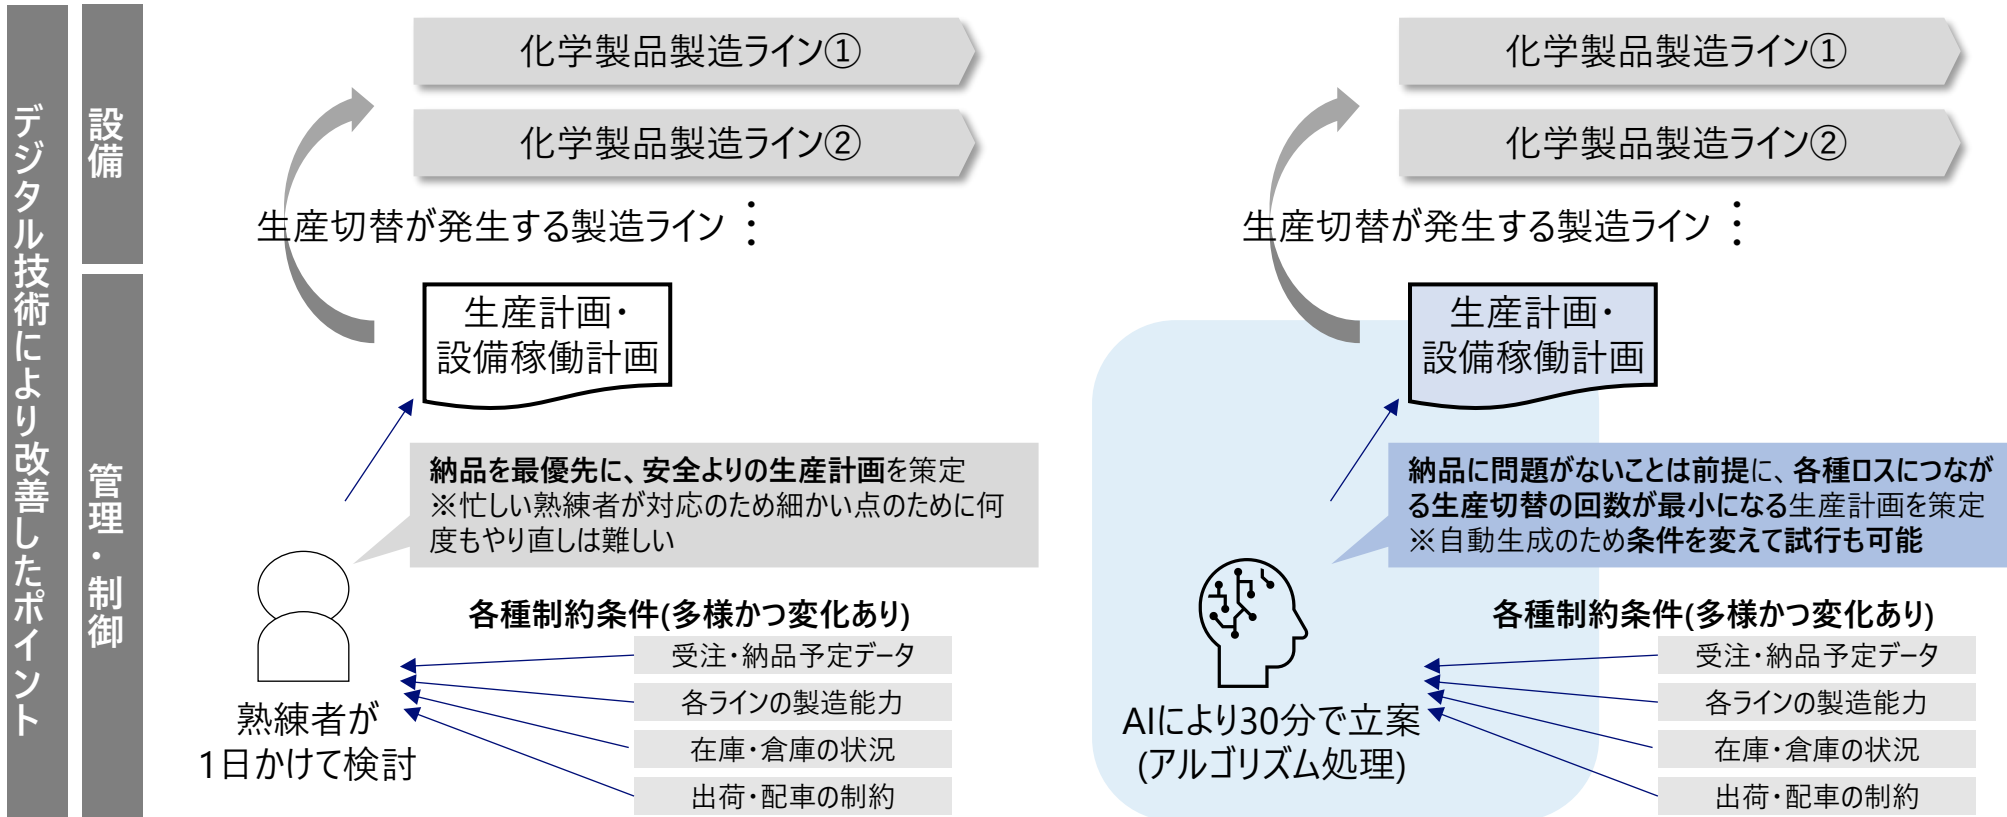 デジタル技術により改善したポイント
設備
管理・制御
化学製品製造ライン①
化学製品製造ライン②
生産切替が発生する製造ライン
生産計画・
設備稼働計画
納品を最優先に、安全よりの生産計画を策定
※忙しい熟練者が対応のため細かい点のために何
度もやり直しは難しい
各種制約条件(多様かつ変化あり)
受注・納品予定データ
各ラインの製造能力
在庫・倉庫の状況
出荷・配車の制約
熟練者が
1日かけて検討
化学製品製造ライン①
化学製品製造ライン②
生産切替が発生する製造ライン
生産計画・
設備稼働計画
納品に問題がないことは前提に、各種ロスにつなが
る生産切替の回数が最小になる生産計画を策定
※自動生成のため条件を変えて試行も可能
各種制約条件(多様かつ変化あり)
受注・納品予定データ
各ラインの製造能力
在庫・倉庫の状況
出荷・配車の制約
AIにより30分で立案
(アルゴリズム処理)